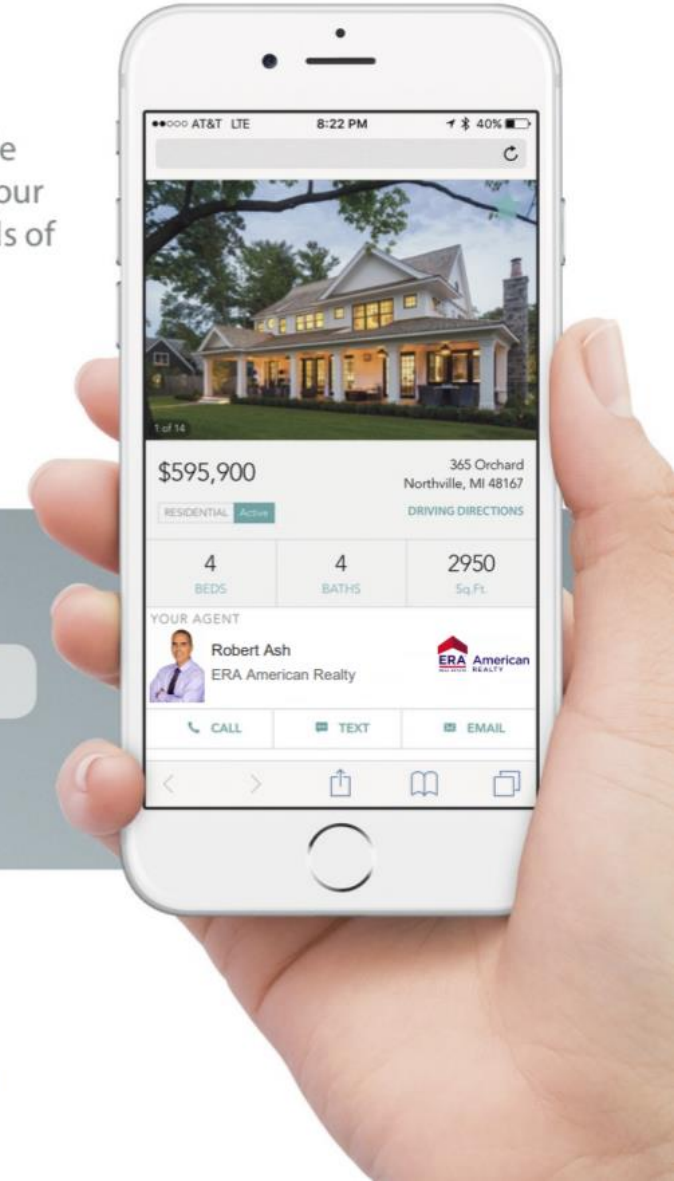 e
our
ls of
AT&T LTE 8:22 PM 40%
1 of 14
$595,900
365 Orchard
Northville, MI 48167
RESIDENTIAL Active
DRIVING DIRECTIONS
4 4 2950
BEDS BATHS Sq.Ft.
YOUR AGENT
Robert Ash
ERA American Realty
ERA American
REAL ESTATE REALTY
CALL TEXT EMAIL